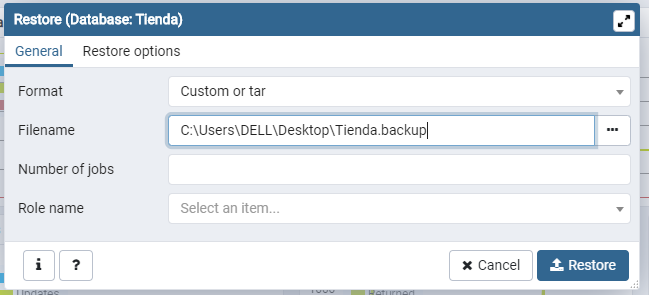 Restore (Database: Tienda)
General Restore options
Format Custom or tar
Filename C:\Users\DELL\Desktop\Tienda.backup
Number of jobs
Role name Select an item...
i ? Cancel Restore
Updates Returned